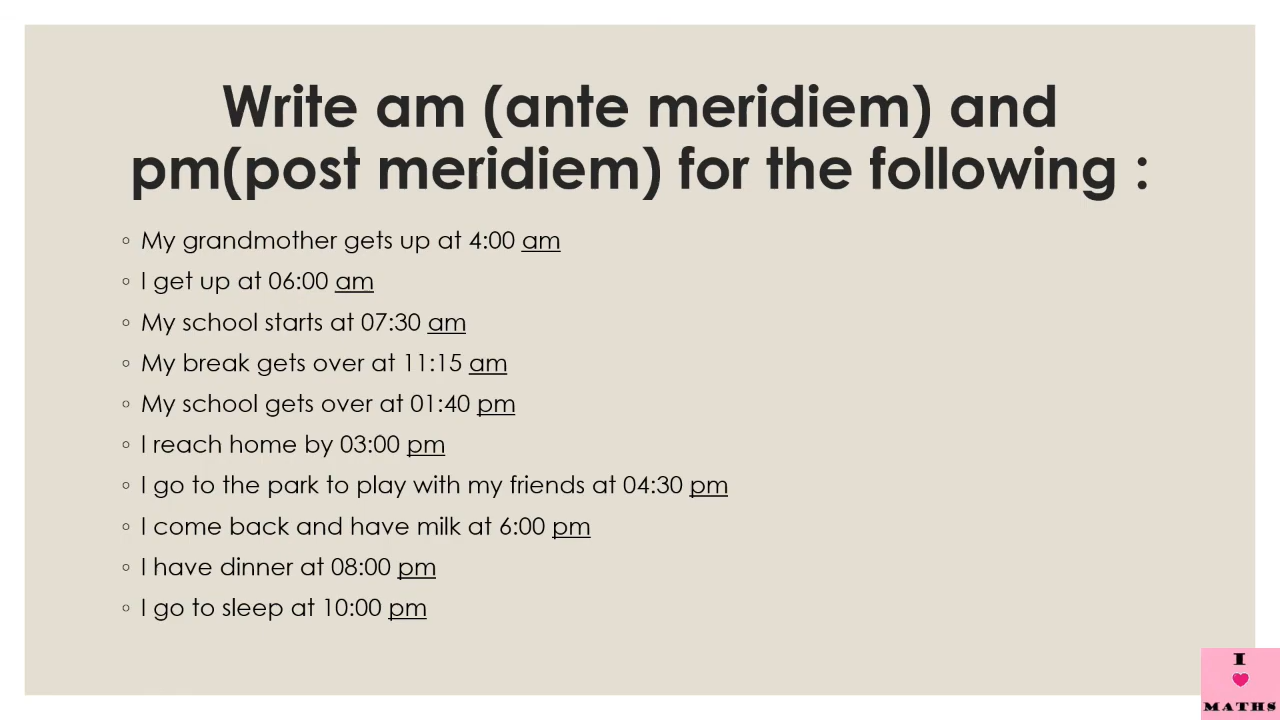 Write am (ante meridiem) and
pm(post meridiem) for the following :
◦ My grandmother gets up at 4:00 am
◦ I get up at 06:00 am
◦ My school starts at 07:30 am
◦ My break gets over at 11:15 am
◦ My school gets over at 01:40 pm
◦ I reach home by 03:00 pm
◦ I go to the park to play with my friends at 04:30 pm
◦ I come back and have milk at 6:00 pm
◦ I have dinner at 08:00 pm
◦ I go to sleep at 10:00 pm
I
MATHS